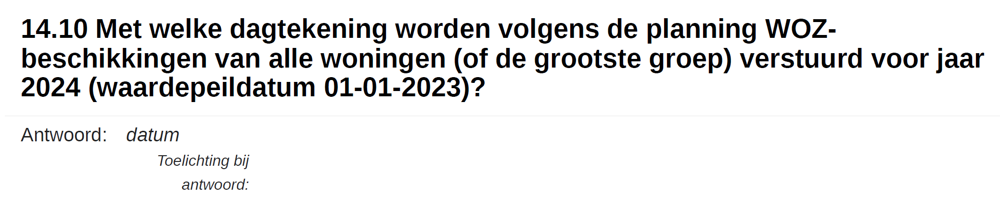 14.10 Met welke dagtekening worden volgens de planning WOZ-
beschikkingen van alle woningen (of de grootste groep) verstuurd voor jaar
2024 (waardepeildatum 01-01-2023)?
Antwoord: datum
Toelichting bij
antwoord: